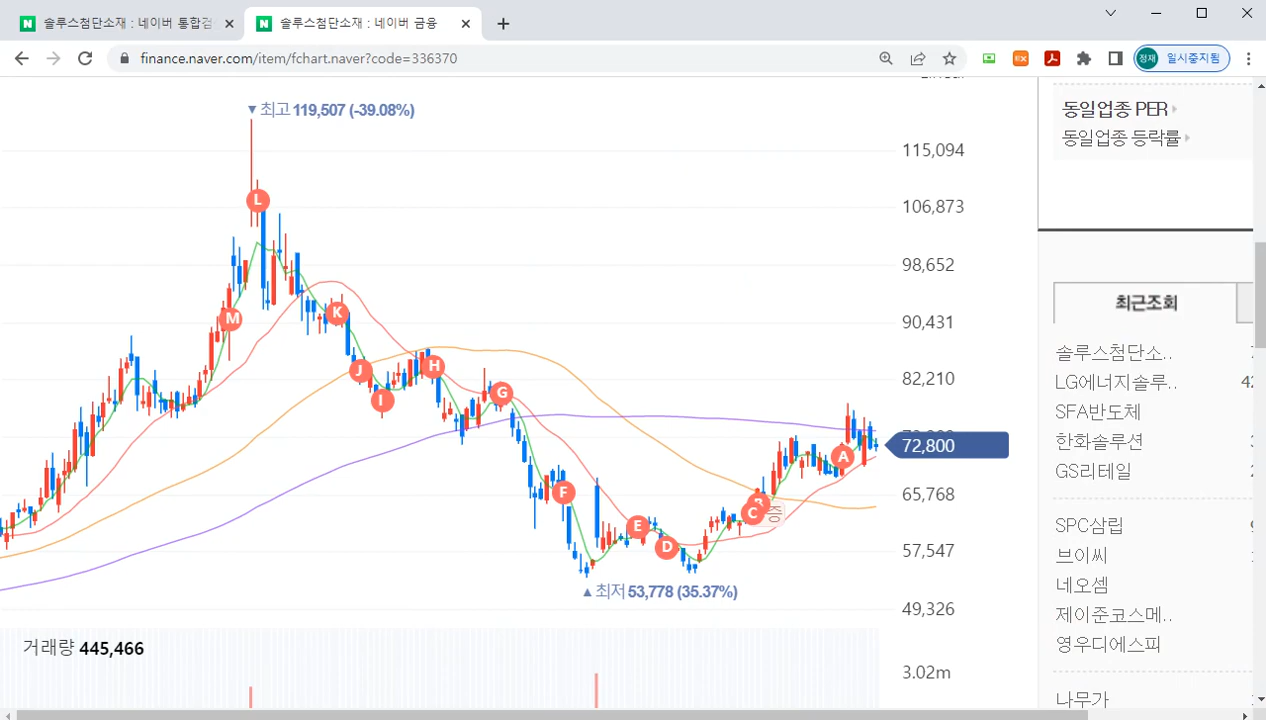 솔루스첨단소재 : 네이버 통합검
솔루스첨단소재 : 네이버 금융
finance.naver.com/item/fchart.naver?code=336370
EX
정재 일시중지됨
최고 119,507 (-39.08%)
115,094
106,873
98,652
90,431
82,210
72,800
65,768
57,547
49,326
L
M
K
J
I
H
G
F
E
D
C
B
A
증
최저 53,778 (35.37%)
거래량 445,466
3.02m
동일업종 PER
동일업종 등락률
최근조회
솔루스첨단소..
LG에너지솔루..
42
SFA반도체
한화솔루션
GS리테일
SPC삼립
브이씨
네오셈
제이준코스메..
영우디에스피
나무가